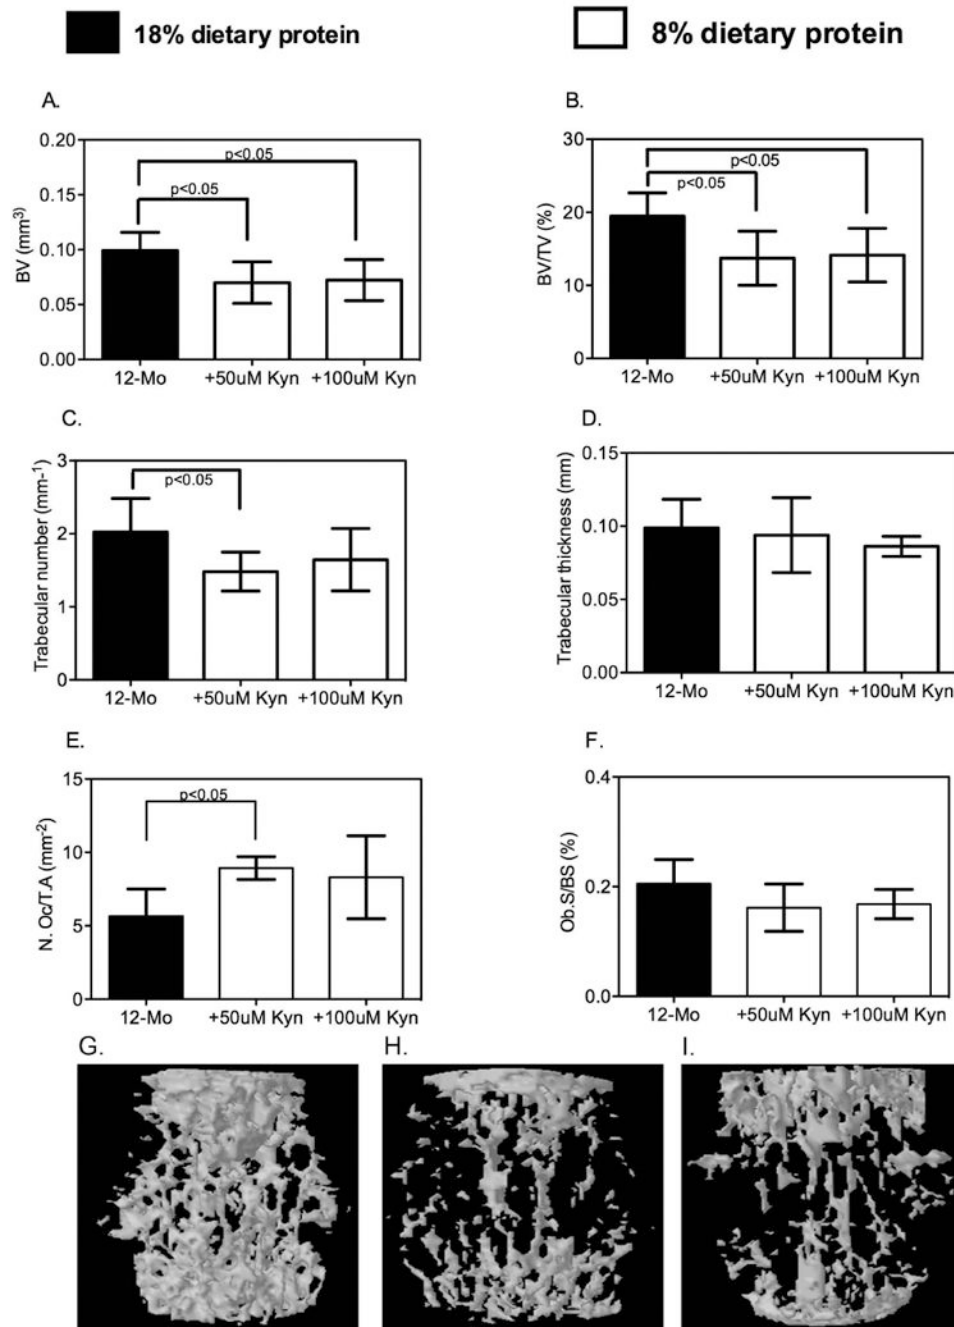 18% dietary protein
8% dietary protein
A.
BV (mm3)
0.20
0.15
0.10
0.05
0.00
p<0.05
p<0.05
12-Mo +50uM Kyn +100uM Kyn
B.
BV/TV (%)
30
20
10
0
p<0.05
p<0.05
12-Mo +50uM Kyn +100uM Kyn
C.
Trabecular number (mm-1)
3
2
1
0
p<0.05
12-Mo +50uM Kyn +100uM Kyn
D.
Trabecular thickness (mm)
0.15
0.10
0.05
0.00
12-Mo +50uM Kyn +100uM Kyn
E.
N. Oc/T.A (mm-2)
15
10
5
0
p<0.05
12-Mo +50uM Kyn +100uM Kyn
F.
Ob.S/BS (%)
0.4
0.2
0.0
12-Mo +50uM Kyn +100uM Kyn
G.
H.
I.